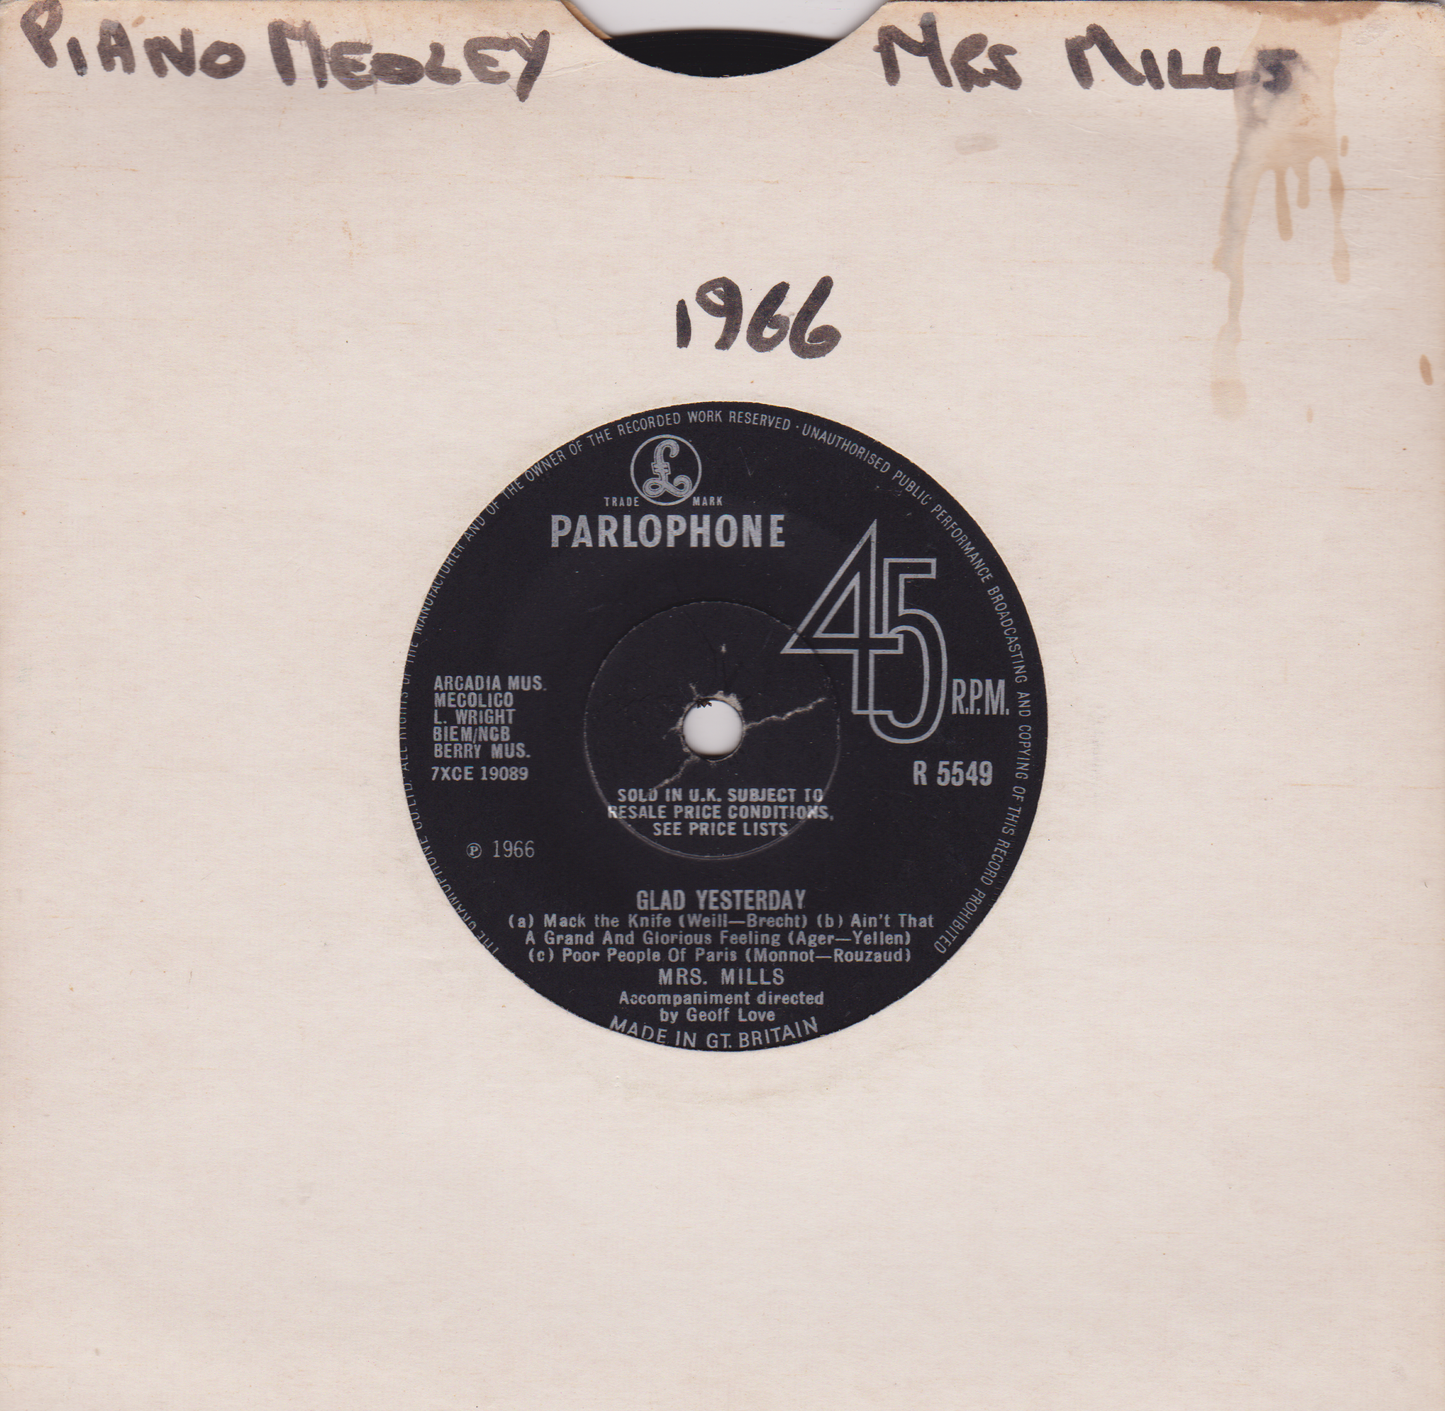 PIANO MEDLEY MRS MILLS
1966
THE GRAMOPHONE CO. LTD. ALL RIGHTS OF THE MANUFACTURER AND OF THE OWNER OF THE RECORDED WORK RESERVED · UNAUTHORISED PUBLIC PERFORMANCE BROADCASTING AND COPYING OF THIS RECORD PROHIBITED
£
TRADE MARK
PARLOPHONE
45
R.P.M.
R 5549
ARCADIA MUS.
MECOLICO
L. WRIGHT
BIEM/NCB
BERRY MUS.
7XCE 19089
SOLD IN U.K. SUBJECT TO
RESALE PRICE CONDITIONS,
SEE PRICE LISTS
℗ 1966
GLAD YESTERDAY
(a) Mack the Knife (Weill—Brecht) (b) Ain't That
A Grand And Glorious Feeling (Ager—Yellen)
(c) Poor People Of Paris (Monnot—Rouzaud)
MRS. MILLS
Accompaniment directed
by Geoff Love
MADE IN GT. BRITAIN